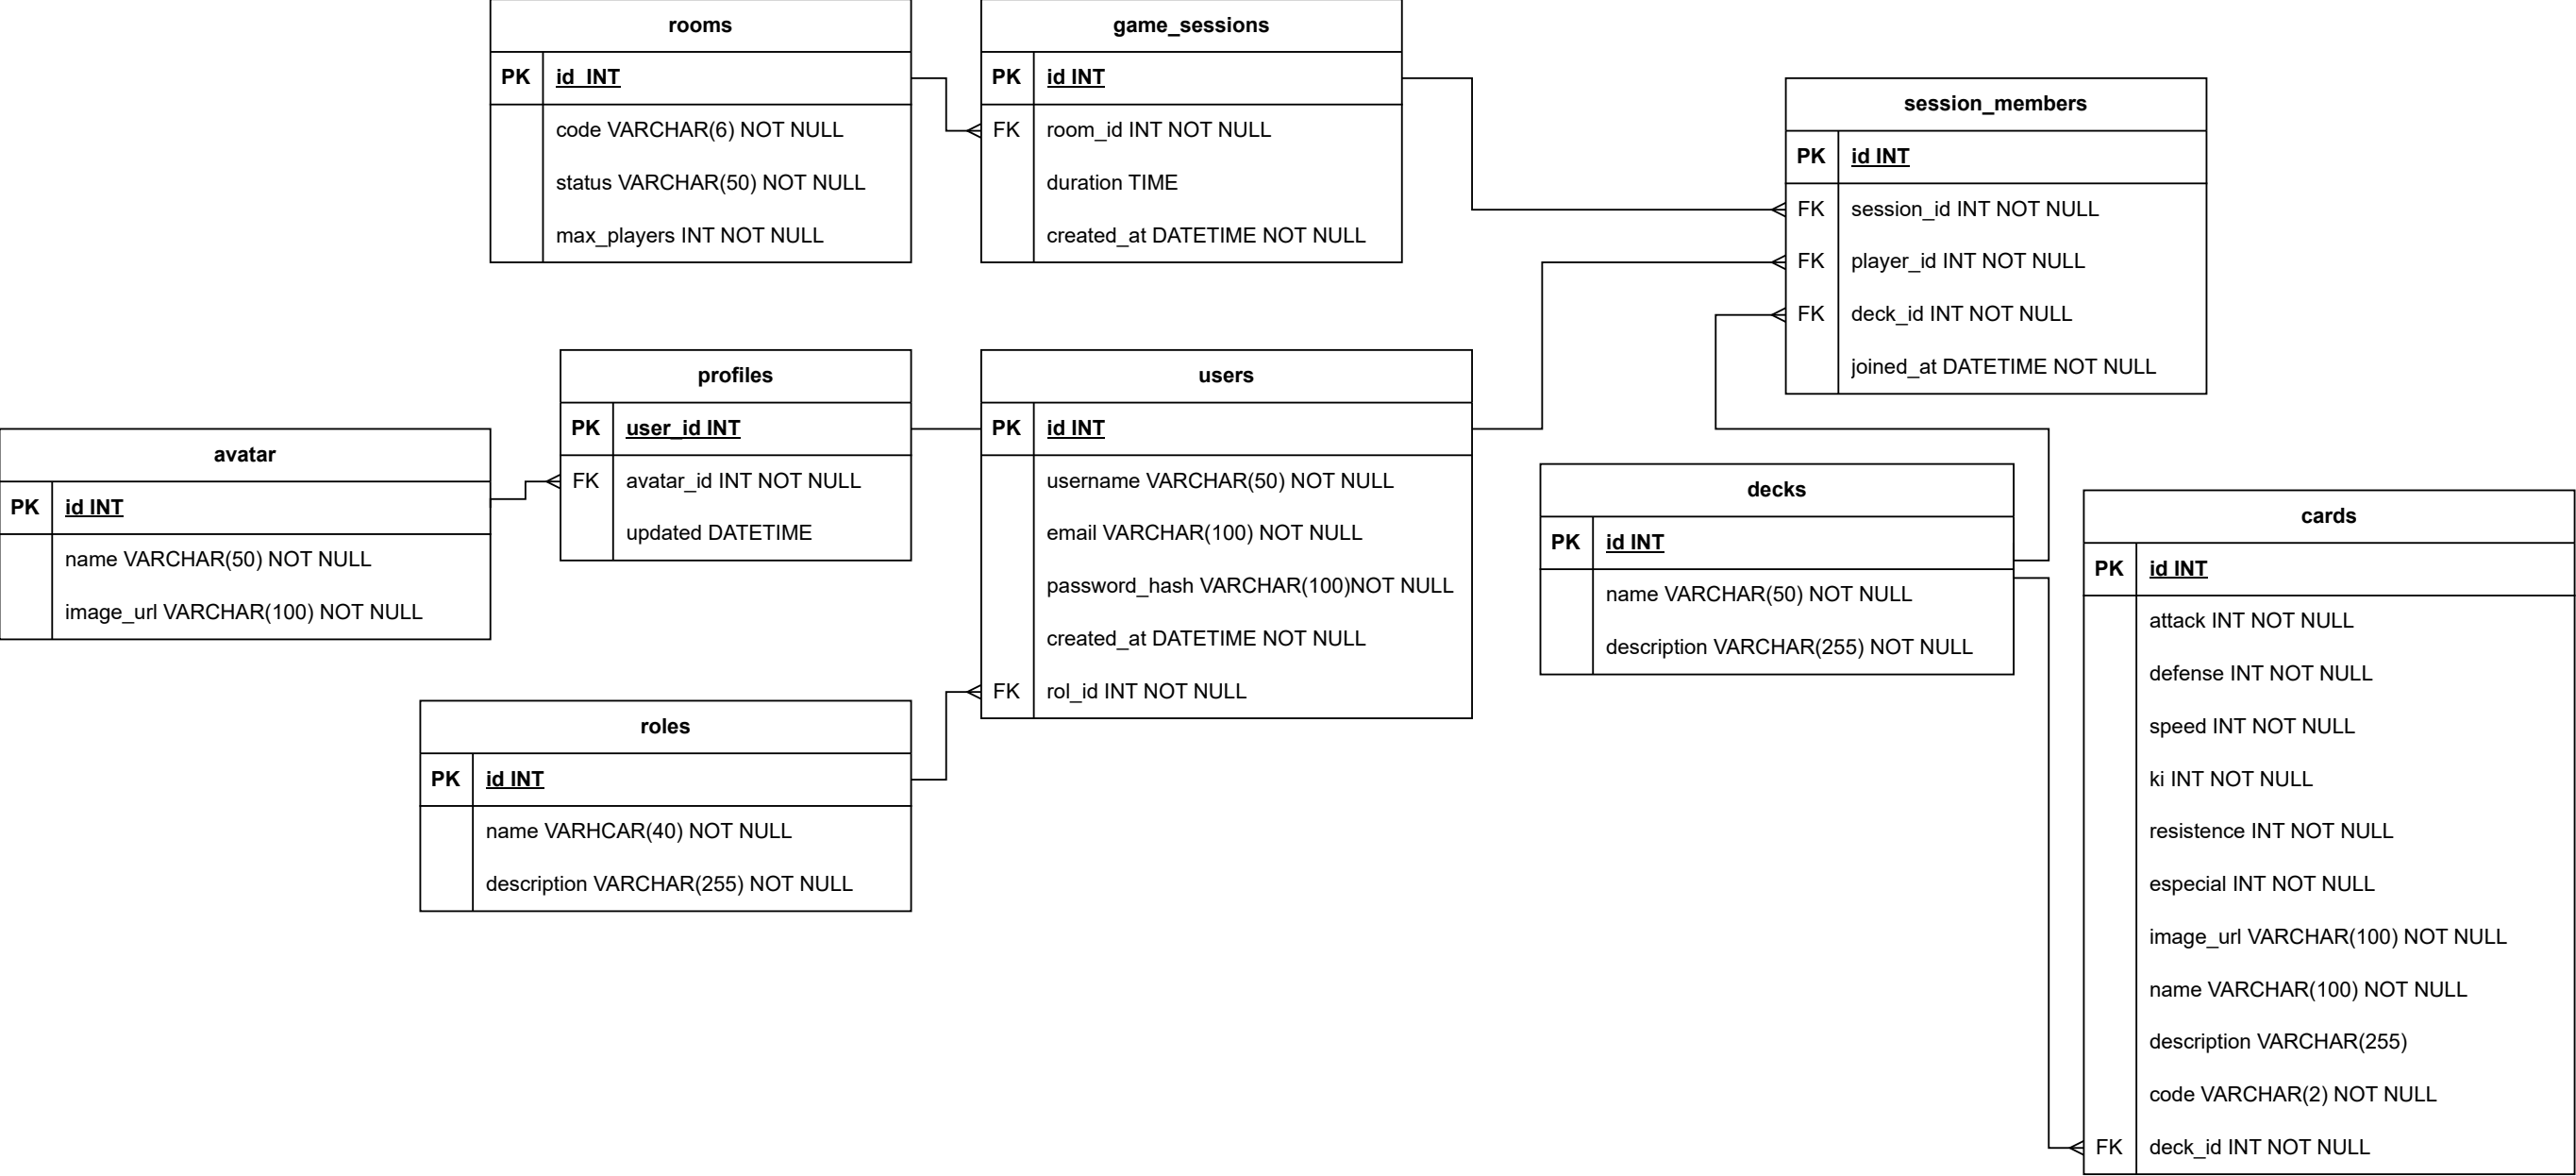 rooms
PK id INT
code VARCHAR(6) NOT NULL
status VARCHAR(50) NOT NULL
max_players INT NOT NULL
game_sessions
PK id INT
FK room_id INT NOT NULL
duration TIME
created_at DATETIME NOT NULL
session_members
PK id INT
FK session_id INT NOT NULL
FK player_id INT NOT NULL
FK deck_id INT NOT NULL
joined_at DATETIME NOT NULL
profiles
PK user_id INT
FK avatar_id INT NOT NULL
updated DATETIME
users
PK id INT
username VARCHAR(50) NOT NULL
email VARCHAR(100) NOT NULL
password_hash VARCHAR(100)NOT NULL
created_at DATETIME NOT NULL
FK rol_id INT NOT NULL
avatar
PK id INT
name VARCHAR(50) NOT NULL
image_url VARCHAR(100) NOT NULL
decks
PK id INT
name VARCHAR(50) NOT NULL
description VARCHAR(255) NOT NULL
cards
PK id INT
attack INT NOT NULL
defense INT NOT NULL
speed INT NOT NULL
ki INT NOT NULL
resistence INT NOT NULL
especial INT NOT NULL
image_url VARCHAR(100) NOT NULL
name VARCHAR(100) NOT NULL
description VARCHAR(255)
code VARCHAR(2) NOT NULL
FK deck_id INT NOT NULL
roles
PK id INT
name VARHCAR(40) NOT NULL
description VARCHAR(255) NOT NULL